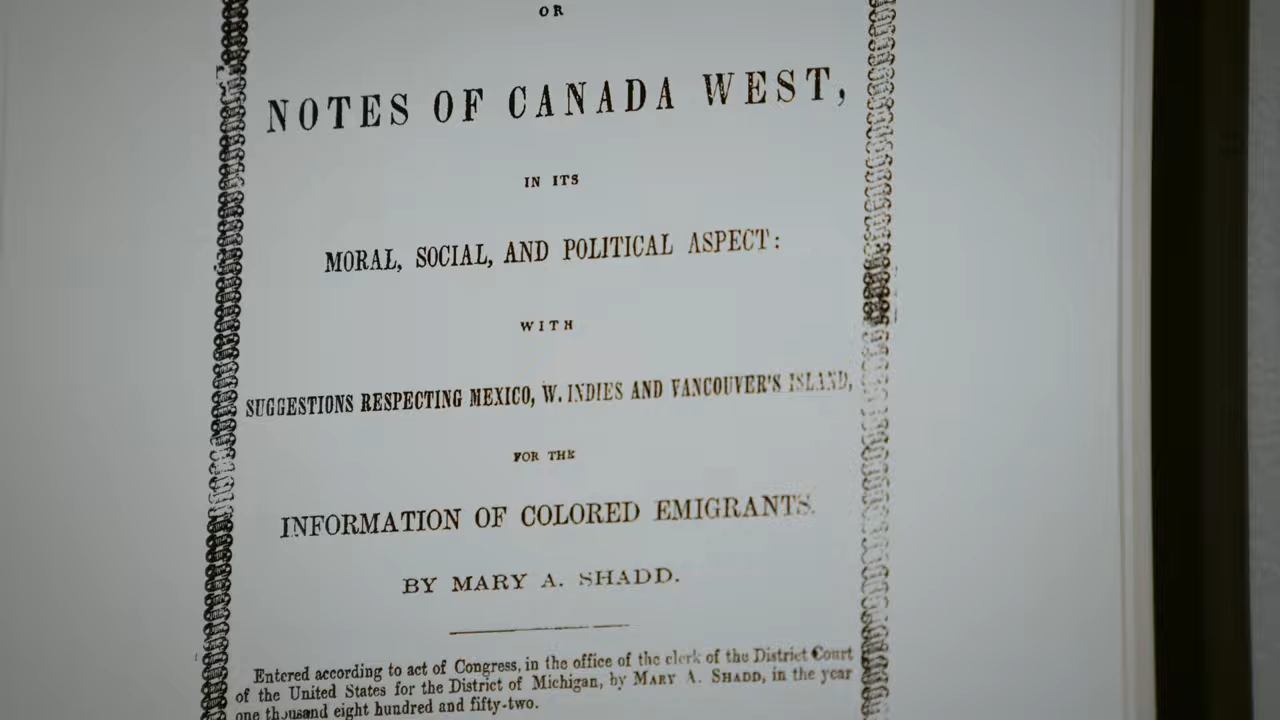 OR
NOTES OF CANADA WEST,
IN ITS
MORAL, SOCIAL, AND POLITICAL ASPECT:
WITH
SUGGESTIONS RESPECTING MEXICO, W. INDIES AND VANCOUVER'S ISLAND,
FOR THE
INFORMATION OF COLORED EMIGRANTS.
BY MARY A. SHADD.
Entered according to act of Congress, in the office of the clerk of the District Court
of the United States for the District of Michigan, by MARY A. SHADD, in the year
one thousand eight hundred and fifty-two.